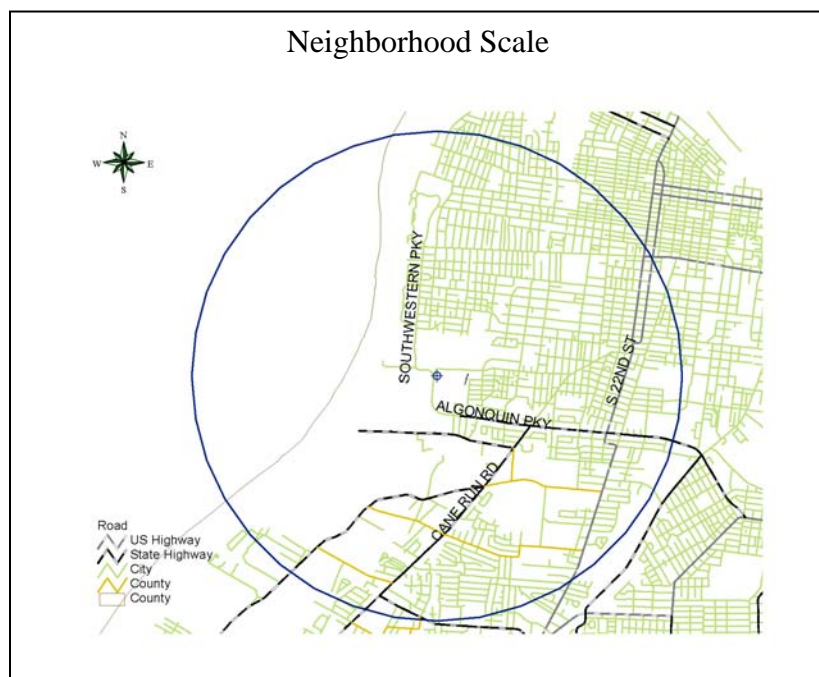 Neighborhood Scale
N
W E
S
SOUTHWESTERN PKY
S 22ND ST
ALGONQUIN PKY
CANE RUN RD
Road
US Highway
State Highway
City
County
County